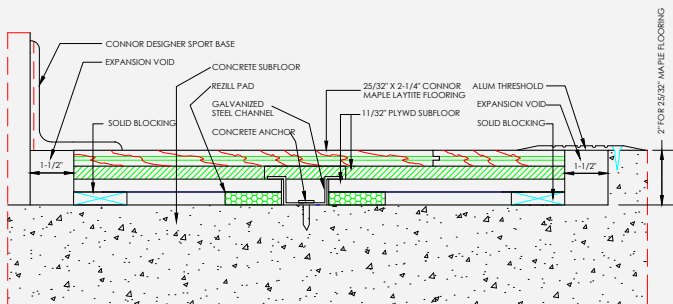 CONNOR DESIGNER SPORT BASE
EXPANSION VOID
CONCRETE SUBFLOOR
REZILL PAD
GALVANIZED
STEEL CHANNEL
CONCRETE ANCHOR
SOLID BLOCKING
25/32" X 2-1/4" CONNOR
MAPLE LAYTITE FLOORING
11/32" PLYWD SUBFLOOR
ALUM THRESHOLD
EXPANSION VOID
SOLID BLOCKING
1-1/2"
1-1/2"
2" FOR 25/32" MAPLE FLOORING